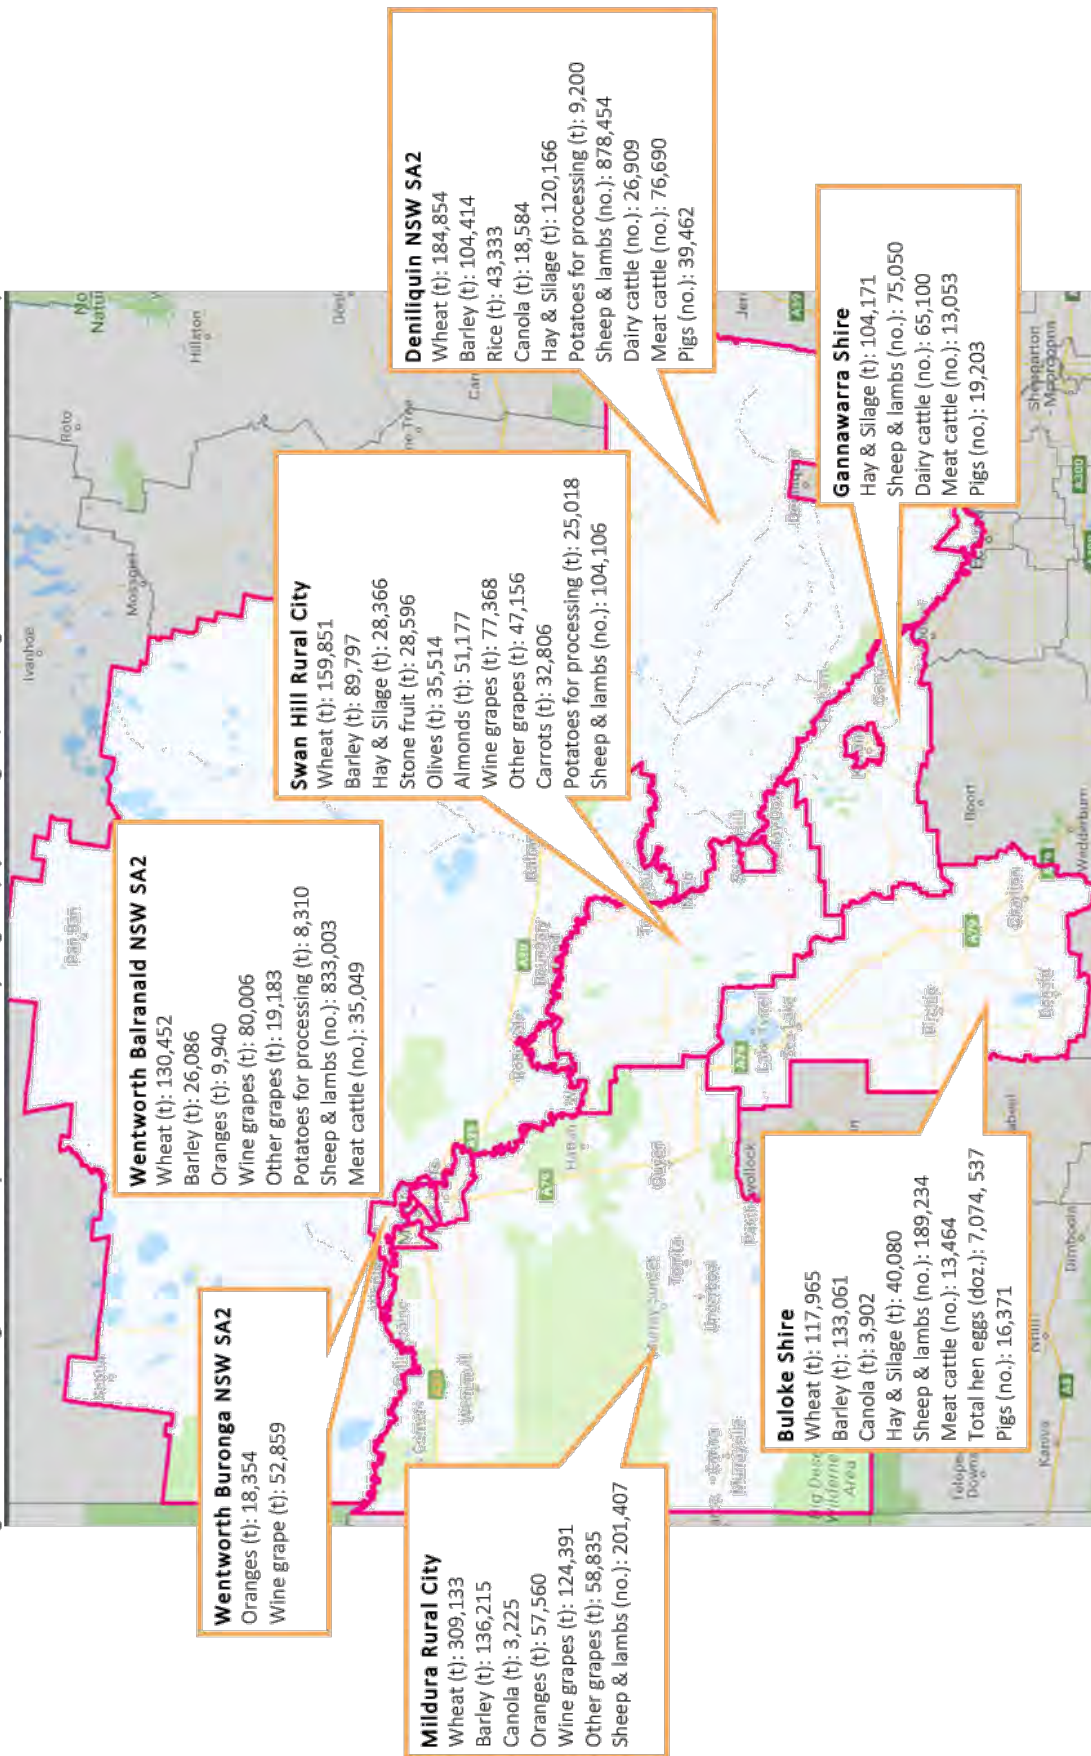 Wentworth Buronga NSW SA2
Oranges (t): 18,354
Wine grape (t): 52,859
Mildura Rural City
Wheat (t): 309,133
Barley (t): 136,215
Canola (t): 3,225
Oranges (t): 57,560
Wine grapes (t): 124,391
Other grapes (t): 58,835
Sheep & lambs (no.): 201,407
Wentworth Balranald NSW SA2
Wheat (t): 130,452
Barley (t): 26,086
Oranges (t): 9,940
Wine grapes (t): 80,006
Other grapes (t): 19,183
Potatoes for processing (t): 8,310
Sheep & lambs (no.): 833,003
Meat cattle (no.): 35,049
Buloke Shire
Wheat (t): 117,965
Barley (t): 133,061
Canola (t): 3,902
Hay & Silage (t): 40,080
Sheep & lambs (no.): 189,234
Meat cattle (no.): 13,464
Total hen eggs (doz.): 7,074, 537
Pigs (no.): 16,371
Swan Hill Rural City
Wheat (t): 159,851
Barley (t): 89,797
Hay & Silage (t): 28,366
Stone fruit (t): 28,596
Olives (t): 35,514
Almonds (t): 51,177
Wine grapes (t): 77,368
Other grapes (t): 47,156
Carrots (t): 32,806
Potatoes for processing (t): 25,018
Sheep & lambs (no.): 104,106
Deniliquin NSW SA2
Wheat (t): 184,854
Barley (t): 104,414
Rice (t): 43,333
Canola (t): 18,584
Hay & Silage (t): 120,166
Potatoes for processing (t): 9,200
Sheep & lambs (no.): 878,454
Dairy cattle (no.): 26,909
Meat cattle (no.): 76,690
Pigs (no.): 39,462
Gannawarra Shire
Hay & Silage (t): 104,171
Sheep & lambs (no.): 75,050
Dairy cattle (no.): 65,100
Meat cattle (no.): 13,053
Pigs (no.): 19,203
Ivanhoe
Mossgiel
Roto
Hillston
Hattah
Ouyen
Torrita
Underbool
Charlton
Boort
Wedderburn
Shepparton
- Mooroopna
Kaniva
Dimboola
Area
A79
A79
A20
A300